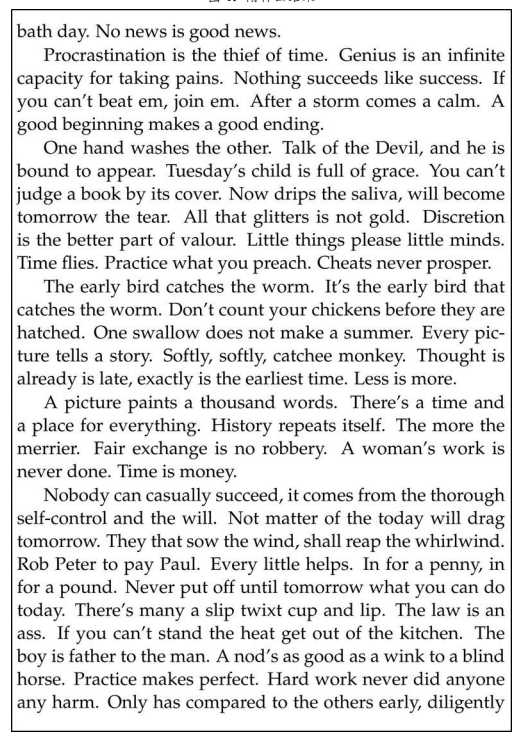 bath day. No news is good news.
Procrastination is the thief of time. Genius is an infinite
capacity for taking pains. Nothing succeeds like success. If
you can't beat em, join em. After a storm comes a calm. A
good beginning makes a good ending.
One hand washes the other. Talk of the Devil, and he is
bound to appear. Tuesday's child is full of grace. You can't
judge a book by its cover. Now drips the saliva, will become
tomorrow the tear. All that glitters is not gold. Discretion
is the better part of valour. Little things please little minds.
Time flies. Practice what you preach. Cheats never prosper.
The early bird catches the worm. It's the early bird that
catches the worm. Don't count your chickens before they are
hatched. One swallow does not make a summer. Every pic-
ture tells a story. Softly, softly, catchee monkey. Thought is
already is late, exactly is the earliest time. Less is more.
A picture paints a thousand words. There's a time and
a place for everything. History repeats itself. The more the
merrier. Fair exchange is no robbery. A woman's work is
never done. Time is money.
Nobody can casually succeed, it comes from the thorough
self-control and the will. Not matter of the today will drag
tomorrow. They that sow the wind, shall reap the whirlwind.
Rob Peter to pay Paul. Every little helps. In for a penny, in
for a pound. Never put off until tomorrow what you can do
today. There's many a slip twixt cup and lip. The law is an
ass. If you can't stand the heat get out of the kitchen. The
boy is father to the man. A nod's as good as a wink to a blind
horse. Practice makes perfect. Hard work never did anyone
any harm. Only has compared to the others early, diligently